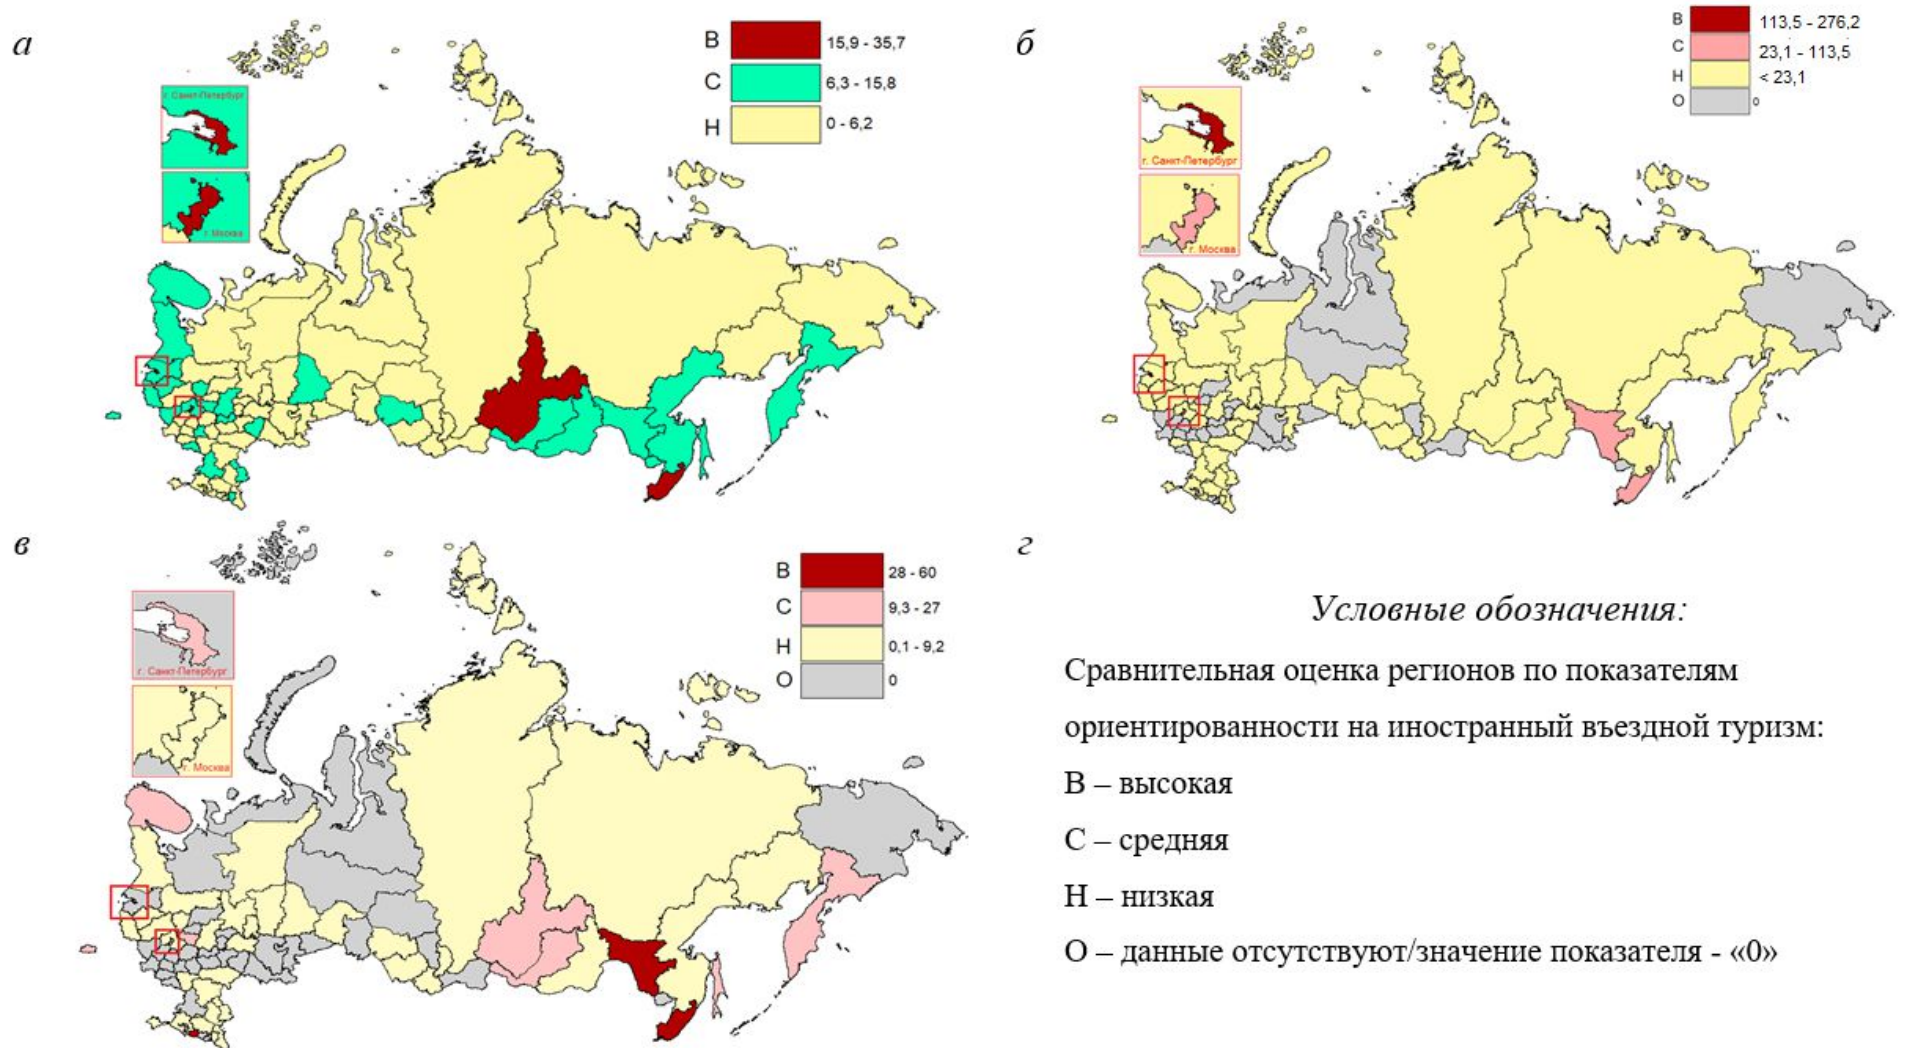 а
В 15,9 - 35,7
С 6,3 - 15,8
Н 0 - 6,2
г. Санкт-Петербург
г. Москва
б
В 113,5 - 276,2
С 23,1 - 113,5
Н < 23,1
О 0
г. Санкт-Петербург
г. Москва
в
В 28 - 60
С 9,3 - 27
Н 0,1 - 9,2
О 0
г. Санкт-Петербург
г. Москва
г
Условные обозначения:
Сравнительная оценка регионов по показателям
ориентированности на иностранный въездной туризм:
В – высокая
С – средняя
Н – низкая
О – данные отсутствуют/значение показателя - «0»